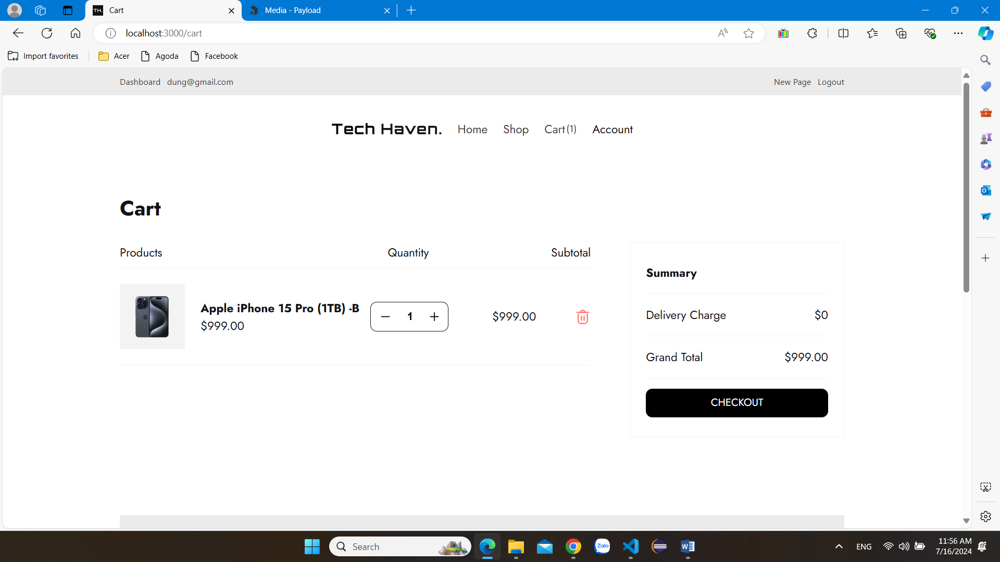 TH. Cart
Media - Payload
localhost:3000/cart
Import favorites
Acer
Agoda
Facebook
Dashboard dung@gmail.com
New Page Logout
Tech Haven. Home Shop Cart (1) Account
Cart
Products Quantity Subtotal
Apple iPhone 15 Pro (1TB) -B
$999.00
1
$999.00
Summary
Delivery Charge $0
Grand Total $999.00
CHECKOUT
Search
Zalo
ENG
11:56 AM
7/16/2024